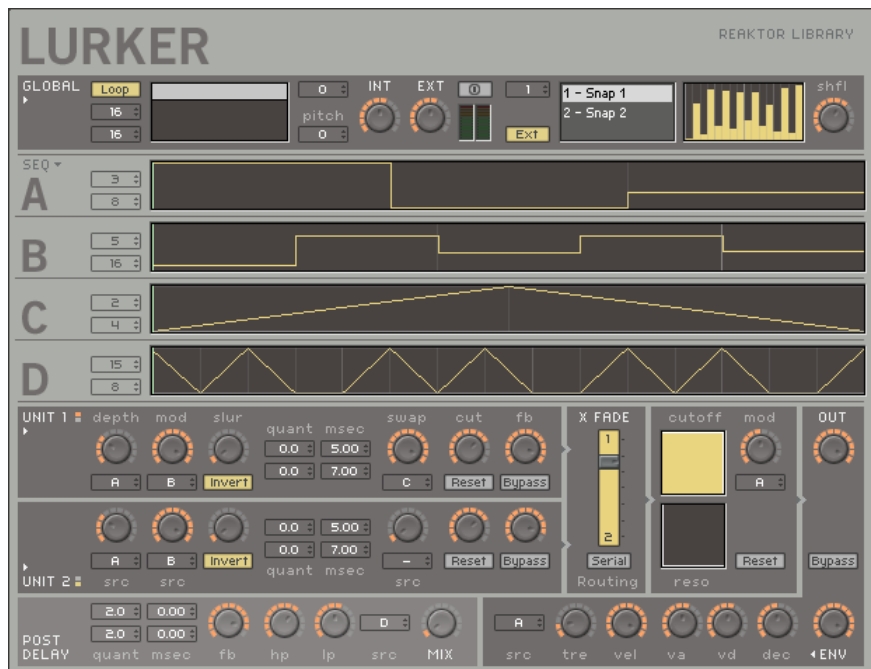 LURKER
REAKTOR LIBRARY
GLOBAL Loop 0 INT EXT 1 1 - Snap 1 shfl
16 pitch 2 - Snap 2
16 0 Ext
SEQ
A 3
8
B 5
16
C 2
4
D 15
8
UNIT 1 depth mod slur quant msec swap cut fb X FADE cutoff mod OUT
1
0.0 5.00
0.0 7.00
A B Invert C Reset Bypass A
0.0 5.00
0.0 7.00
2
A B Invert quant msec - Reset Bypass Serial Reset Bypass
UNIT 2 src src src Routing reso
2.0 0.00 D A
POST 2.0 0.00
DELAY quant msec fb hp lp src MIX src tre vel va vd dec ENV